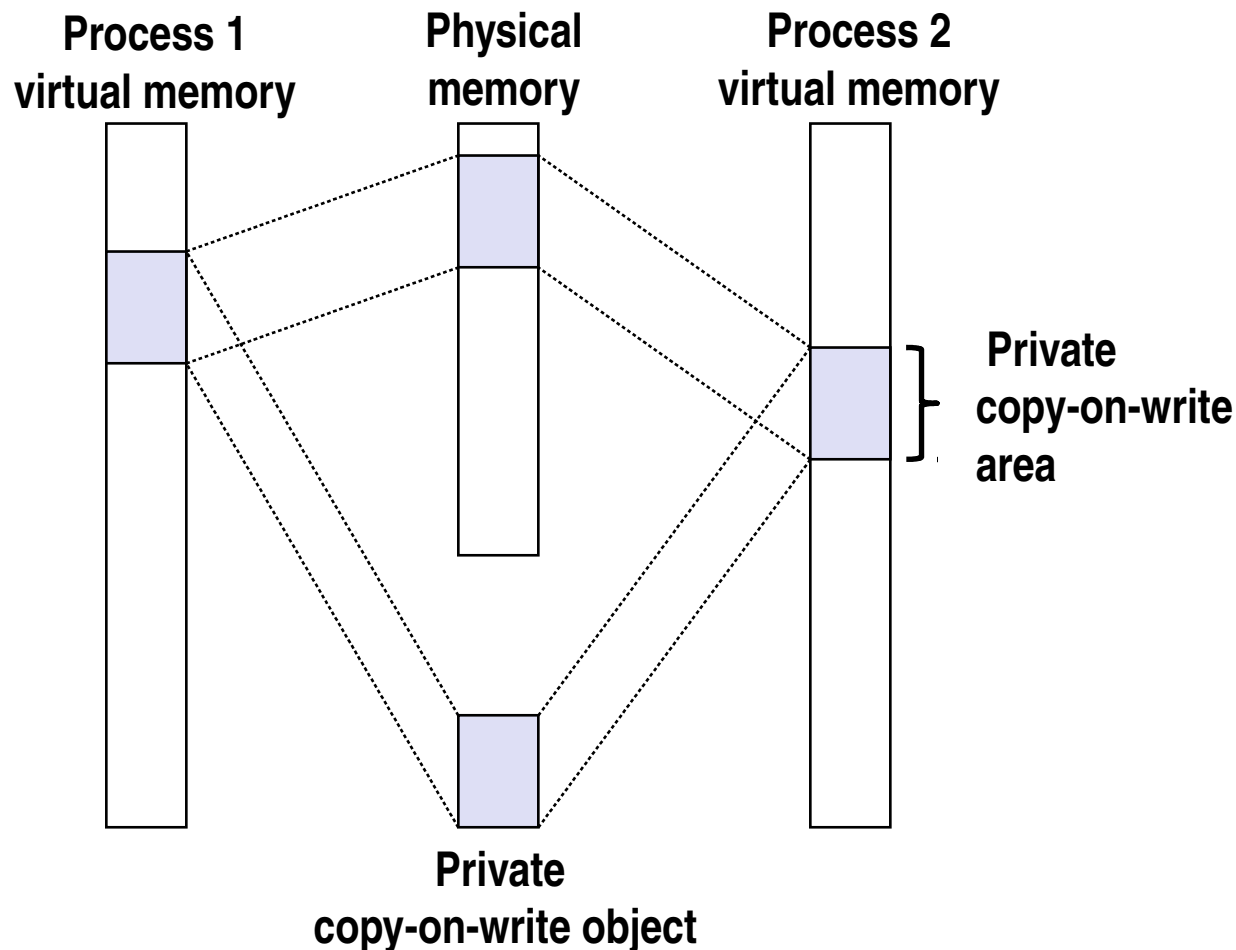 Process 1
virtual memory
Physical
memory
Process 2
virtual memory
Private
copy-on-write
area
Private
copy-on-write object